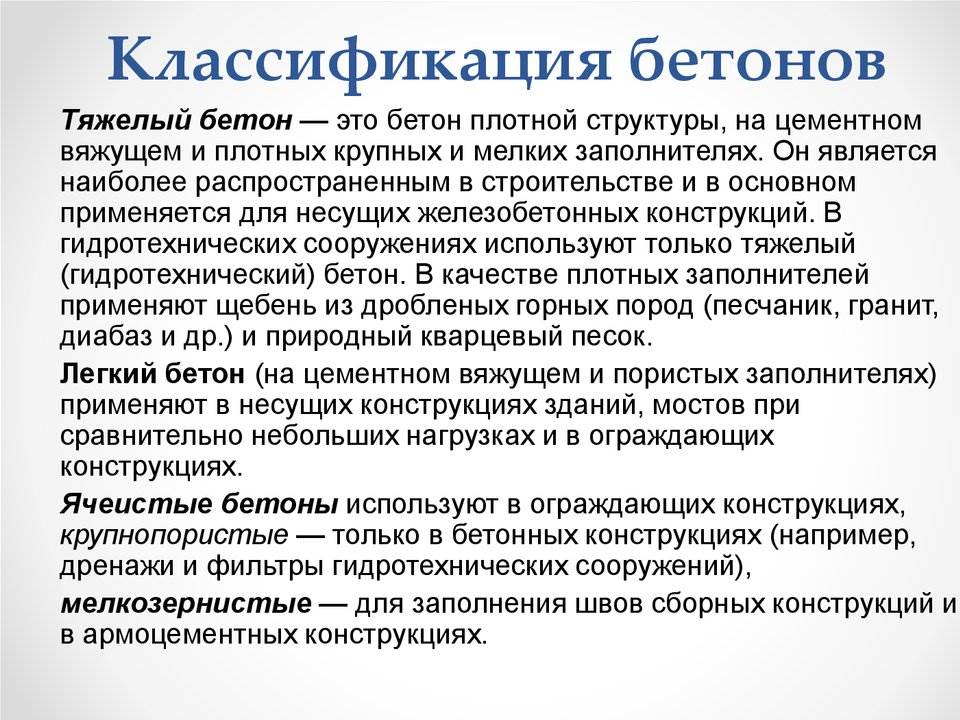 Классификация бетонов
Тяжелый бетон — это бетон плотной структуры, на цементном
вяжущем и плотных крупных и мелких заполнителях. Он является
наиболее распространенным в строительстве и в основном
применяется для несущих железобетонных конструкций. В
гидротехнических сооружениях используют только тяжелый
(гидротехнический) бетон. В качестве плотных заполнителей
применяют щебень из дробленых горных пород (песчаник, гранит,
диабаз и др.) и природный кварцевый песок.
Легкий бетон (на цементном вяжущем и пористых заполнителях)
применяют в несущих конструкциях зданий, мостов при
сравнительно небольших нагрузках и в ограждающих
конструкциях.
Ячеистые бетоны используют в ограждающих конструкциях,
крупнопористые — только в бетонных конструкциях (например,
дренажи и фильтры гидротехнических сооружений),
мелкозернистые — для заполнения швов сборных конструкций и
в армоцементных конструкциях.